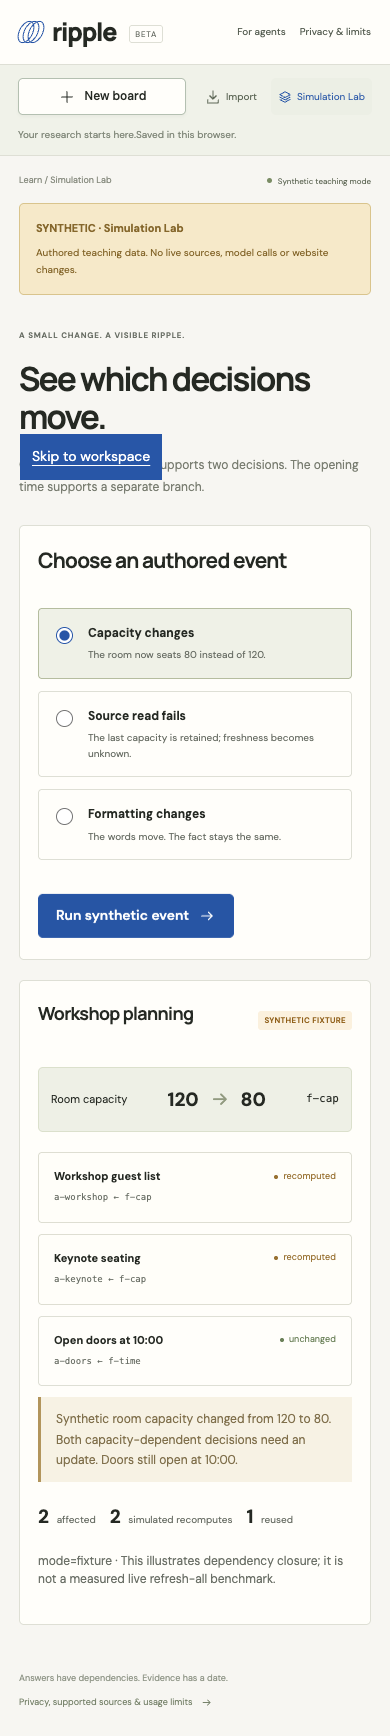 ripple
BETA
For agents
Privacy & limits
New board
Import
Simulation Lab
Your research starts here.Saved in this browser.
Learn / Simulation Lab
Synthetic teaching mode
SYNTHETIC · Simulation Lab
Authored teaching data. No live sources, model calls or website
changes.
A SMALL CHANGE. A VISIBLE RIPPLE.
See which decisions
move.
Skip to workspace
upports two decisions. The opening
time supports a separate branch.
Choose an authored event
Capacity changes
The room now seats 80 instead of 120.
Source read fails
The last capacity is retained; freshness becomes
unknown.
Formatting changes
The words move. The fact stays the same.
Run synthetic event →
Workshop planning
SYNTHETIC FIXTURE
Room capacity 120 → 80 f-cap
Workshop guest list
recomputed
a-workshop ← f-cap
Keynote seating
recomputed
a-keynote ← f-cap
Open doors at 10:00
unchanged
a-doors ← f-time
Synthetic room capacity changed from 120 to 80.
Both capacity-dependent decisions need an
update. Doors still open at 10:00.
2 affected 2 simulated recomputes 1 reused
mode=fixture · This illustrates dependency closure; it is
not a measured live refresh-all benchmark.
Answers have dependencies. Evidence has a date.
Privacy, supported sources & usage limits →